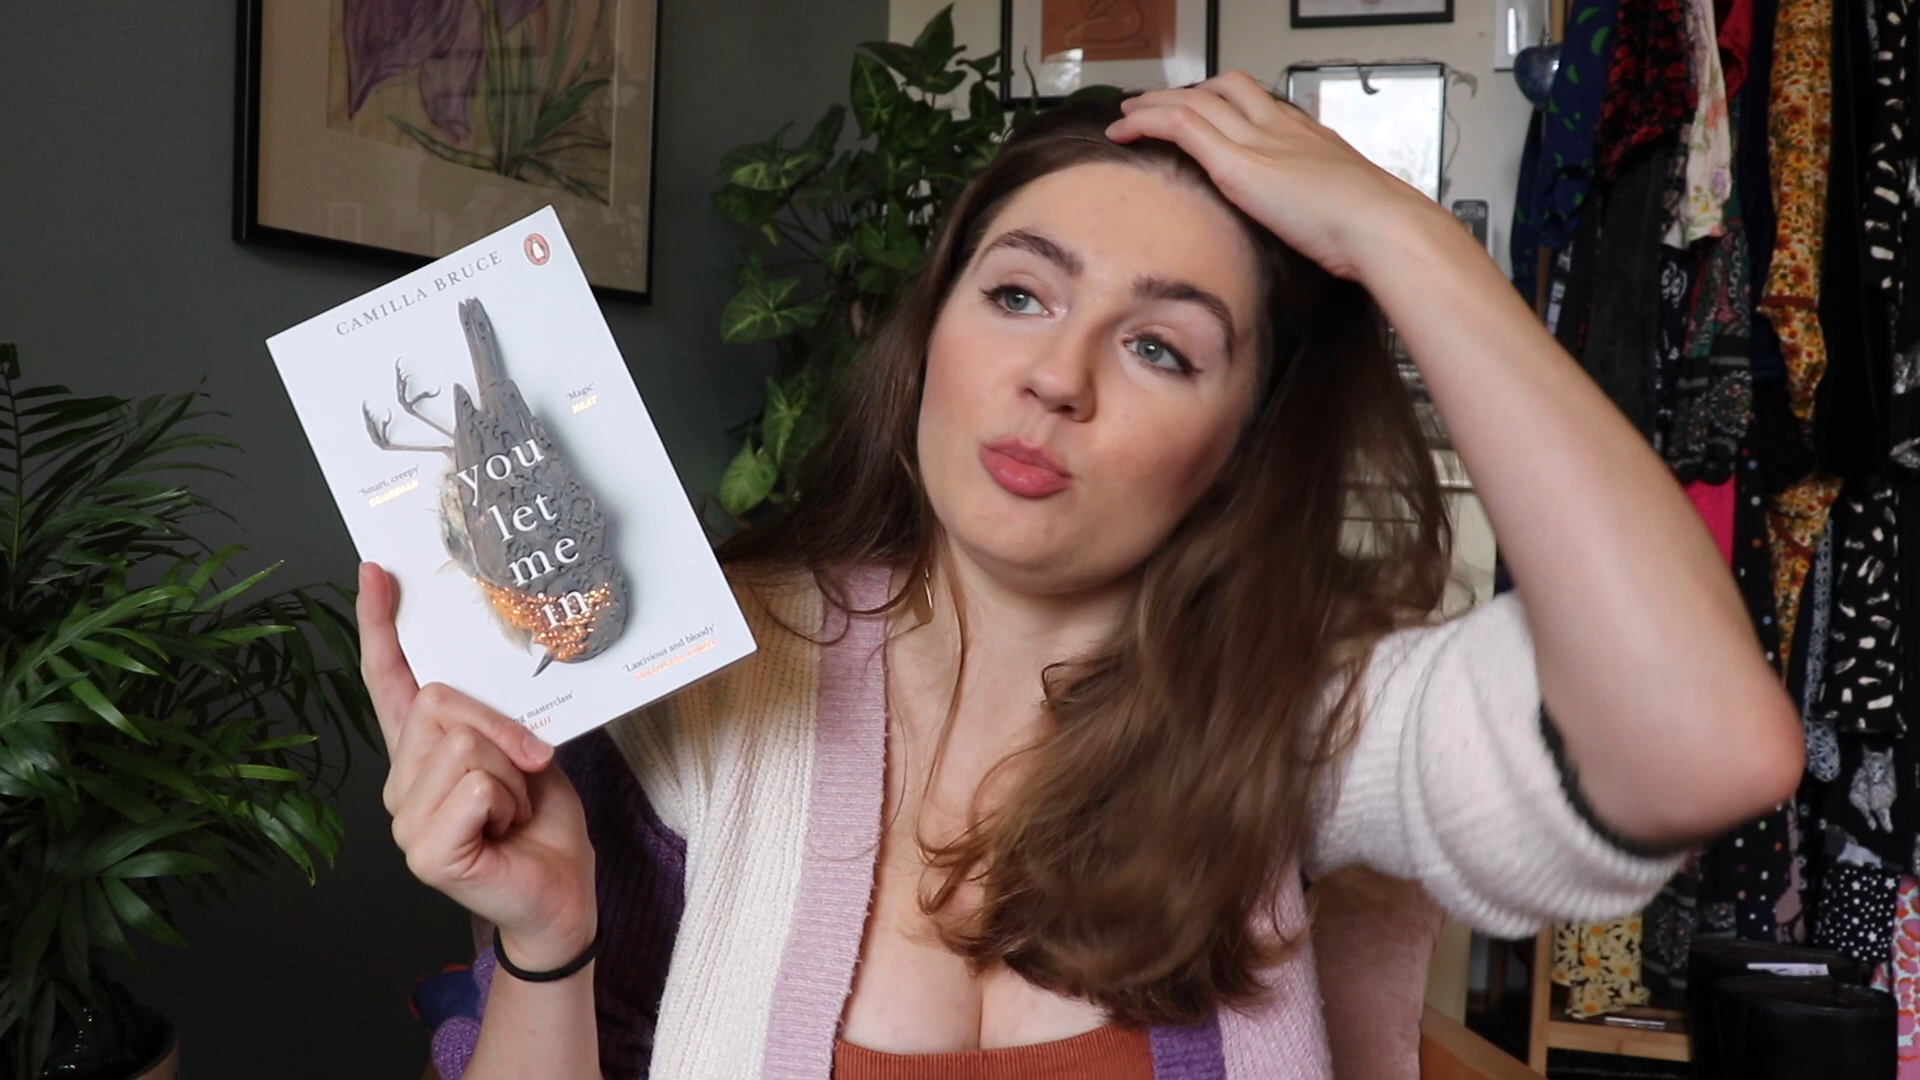 CAMILLA BRUCE
'Magic'
HEAT
'Smart, creepy'
GUARDIAN
you
let
me
in
'Lascivious and bloody'
masterclass'
MAIL